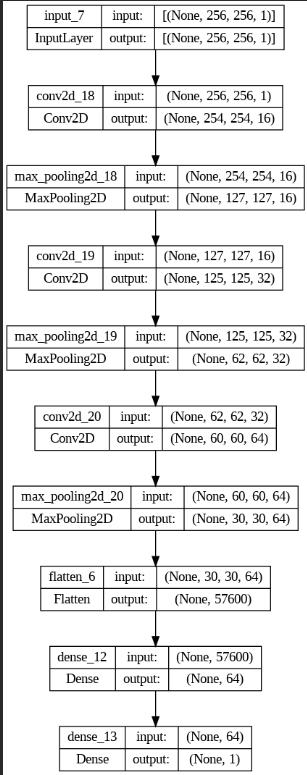 input_7 input: [(None, 256, 256, 1)]
InputLayer output: [(None, 256, 256, 1)]
conv2d_18 input: (None, 256, 256, 1)
Conv2D output: (None, 254, 254, 16)
max_pooling2d_18 input: (None, 254, 254, 16)
MaxPooling2D output: (None, 127, 127, 16)
conv2d_19 input: (None, 127, 127, 16)
Conv2D output: (None, 125, 125, 32)
max_pooling2d_19 input: (None, 125, 125, 32)
MaxPooling2D output: (None, 62, 62, 32)
conv2d_20 input: (None, 62, 62, 32)
Conv2D output: (None, 60, 60, 64)
max_pooling2d_20 input: (None, 60, 60, 64)
MaxPooling2D output: (None, 30, 30, 64)
flatten_6 input: (None, 30, 30, 64)
Flatten output: (None, 57600)
dense_12 input: (None, 57600)
Dense output: (None, 64)
dense_13 input: (None, 64)
Dense output: (None, 1)